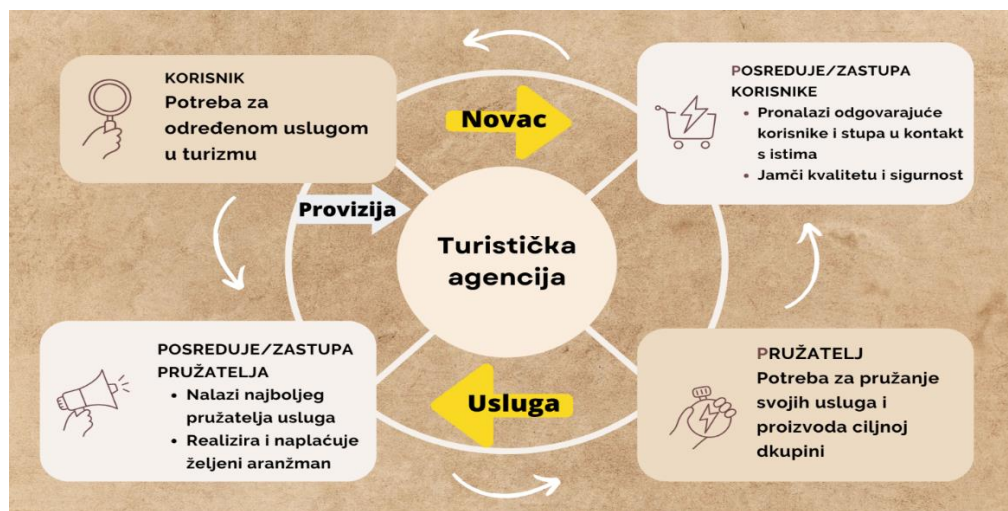 KORISNIK
Potreba za
određenom uslugom
u turizmu
Novac
POSREDUJE/ZASTUPA
KORISNIKE
• Pronalazi odgovarajuće
korisnike i stupa u kontakt
s istima
• Jamči kvalitetu i sigurnost
Provizija
Turistička
agencija
POSREDUJE/ZASTUPA
PRUŽATELJA
• Nalazi najboljeg
pružatelja usluga
• Realizira i naplaćuje
željeni aranžman
Usluga
PRUŽATELJ
Potreba za pružanje
svojih usluga i
proizvoda ciljnoj
dkupini